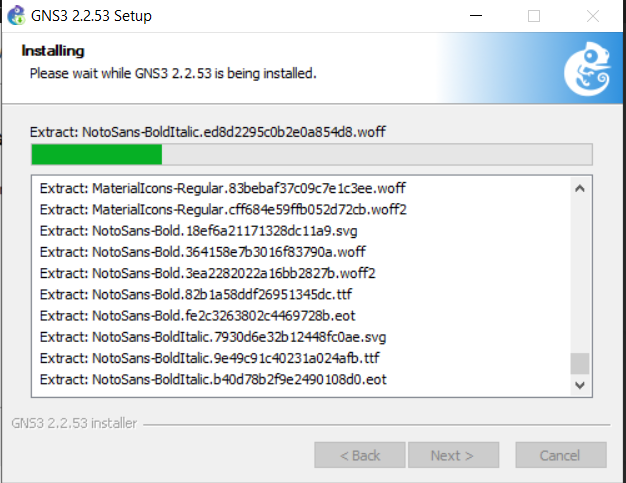 GNS3 2.2.53 Setup
Installing
Please wait while GNS3 2.2.53 is being installed.
Extract: NotoSans-BoldItalic.ed8d2295c0b2e0a854d8.woff
Extract: MaterialIcons-Regular.83bebaf37c09c7e1c3ee.woff
Extract: MaterialIcons-Regular.cff684e59ffb052d72cb.woff2
Extract: NotoSans-Bold.18ef6a21171328dc11a9.svg
Extract: NotoSans-Bold.364158e7b3016f83790a.woff
Extract: NotoSans-Bold.3ea2282022a16bb2827b.woff2
Extract: NotoSans-Bold.82b1a58ddf26951345dc.ttf
Extract: NotoSans-Bold.fe2c3263802c4469728b.eot
Extract: NotoSans-BoldItalic.7930d6e32b12448fc0ae.svg
Extract: NotoSans-BoldItalic.9e49c91c40231a024afb.ttf
Extract: NotoSans-BoldItalic.b40d78b2f9e2490108d0.eot
GNS3 2.2.53 installer
< Back
Next >
Cancel